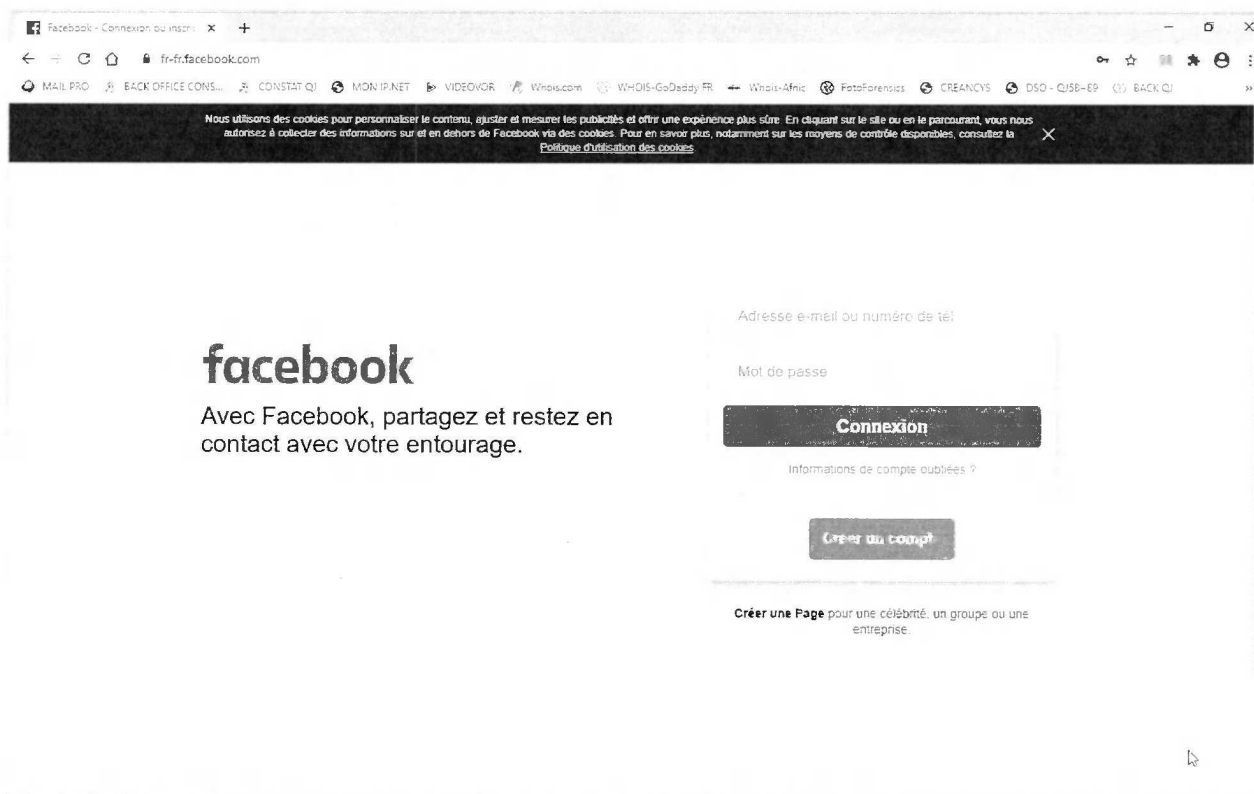 Facebook - Connexion ou inscri
fr-fr.facebook.com
MAIL PRO BACK OFFICE CONS... CONSTAT QJ MON IP.NET VIDEOVOR Whois.com WHOIS-GoDaddy FR Whois-Afnic FotoForensics CREANCYS DSO - QJ58-89 BACK QJ »
Nous utilisons des cookies pour personnaliser le contenu, ajuster et mesurer les publicités et offrir une expérience plus sûre. En cliquant sur le site ou en le parcourant, vous nous
autorisez à collecter des informations sur et en dehors de Facebook via des cookies. Pour en savoir plus, notamment sur les moyens de contrôle disponibles, consultez la
Politique d'utilisation des cookies.
facebook
Avec Facebook, partagez et restez en
contact avec votre entourage.
Adresse e-mail ou numéro de tél
Mot de passe
Connexion
Informations de compte oubliées ?
Créer un compt
Créer une Page pour une célébrité, un groupe ou une
entreprise.